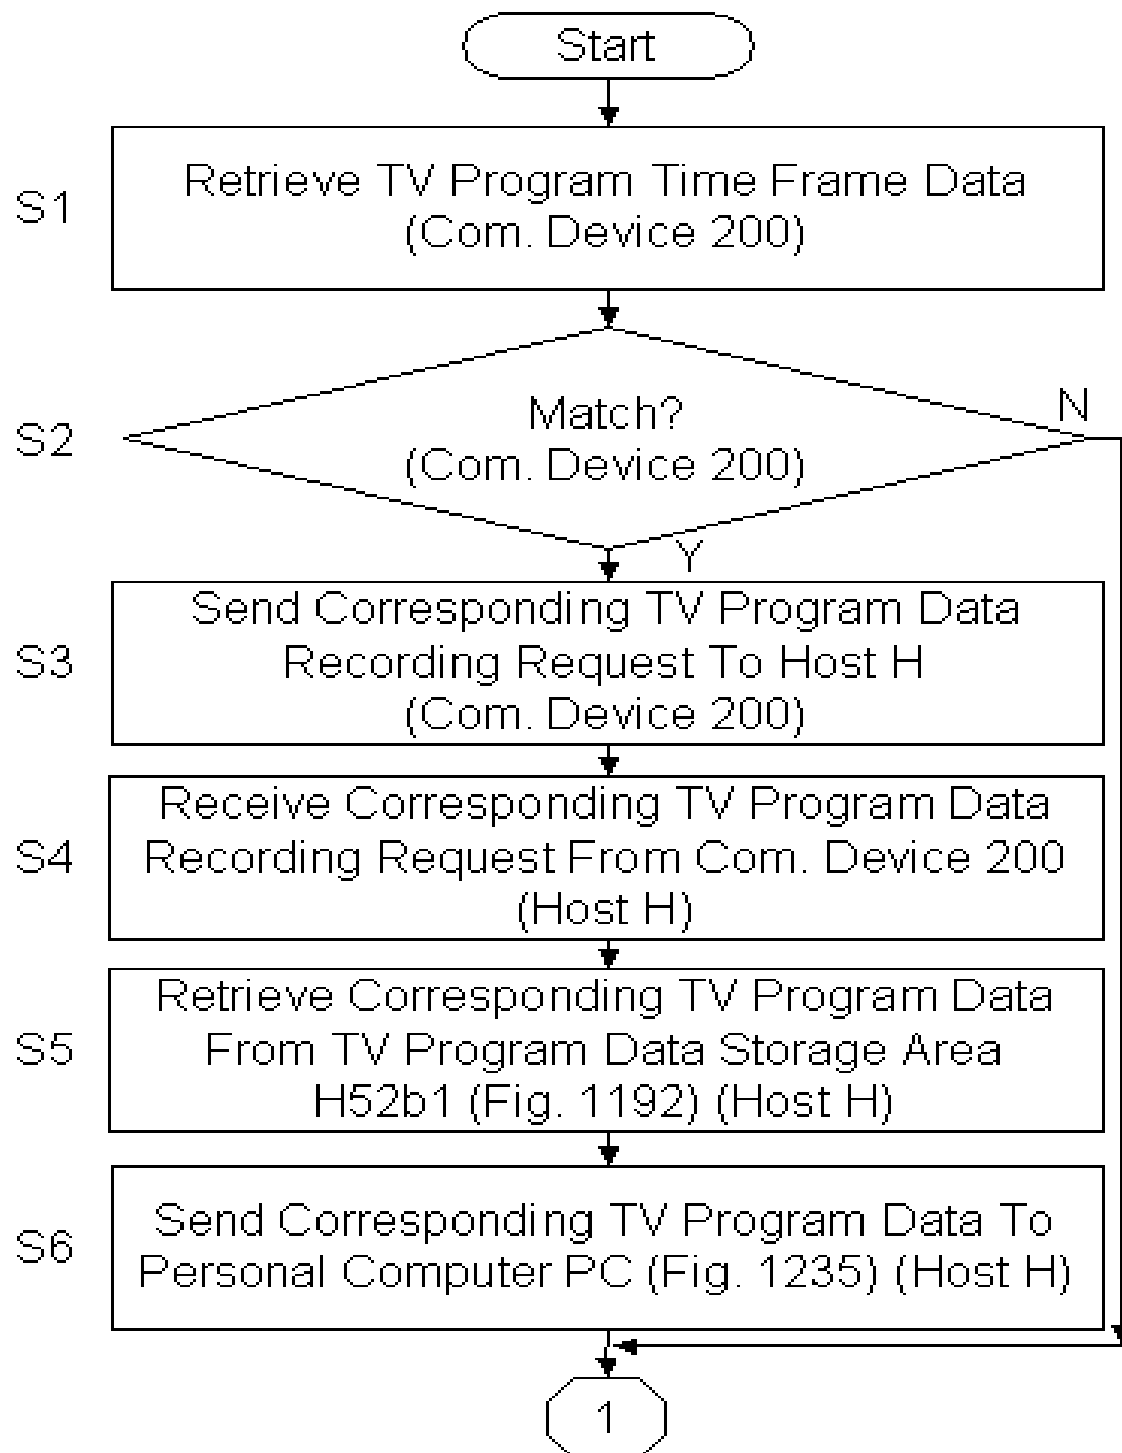 Start
S1
Retrieve TV Program Time Frame Data
(Com. Device 200)
S2
Match?
(Com. Device 200)
N
Y
S3
Send Corresponding TV Program Data
Recording Request To Host H
(Com. Device 200)
S4
Receive Corresponding TV Program Data
Recording Request From Com. Device 200
(Host H)
S5
Retrieve Corresponding TV Program Data
From TV Program Data Storage Area
H52b1 (Fig. 1192) (Host H)
S6
Send Corresponding TV Program Data To
Personal Computer PC (Fig. 1235) (Host H)
1